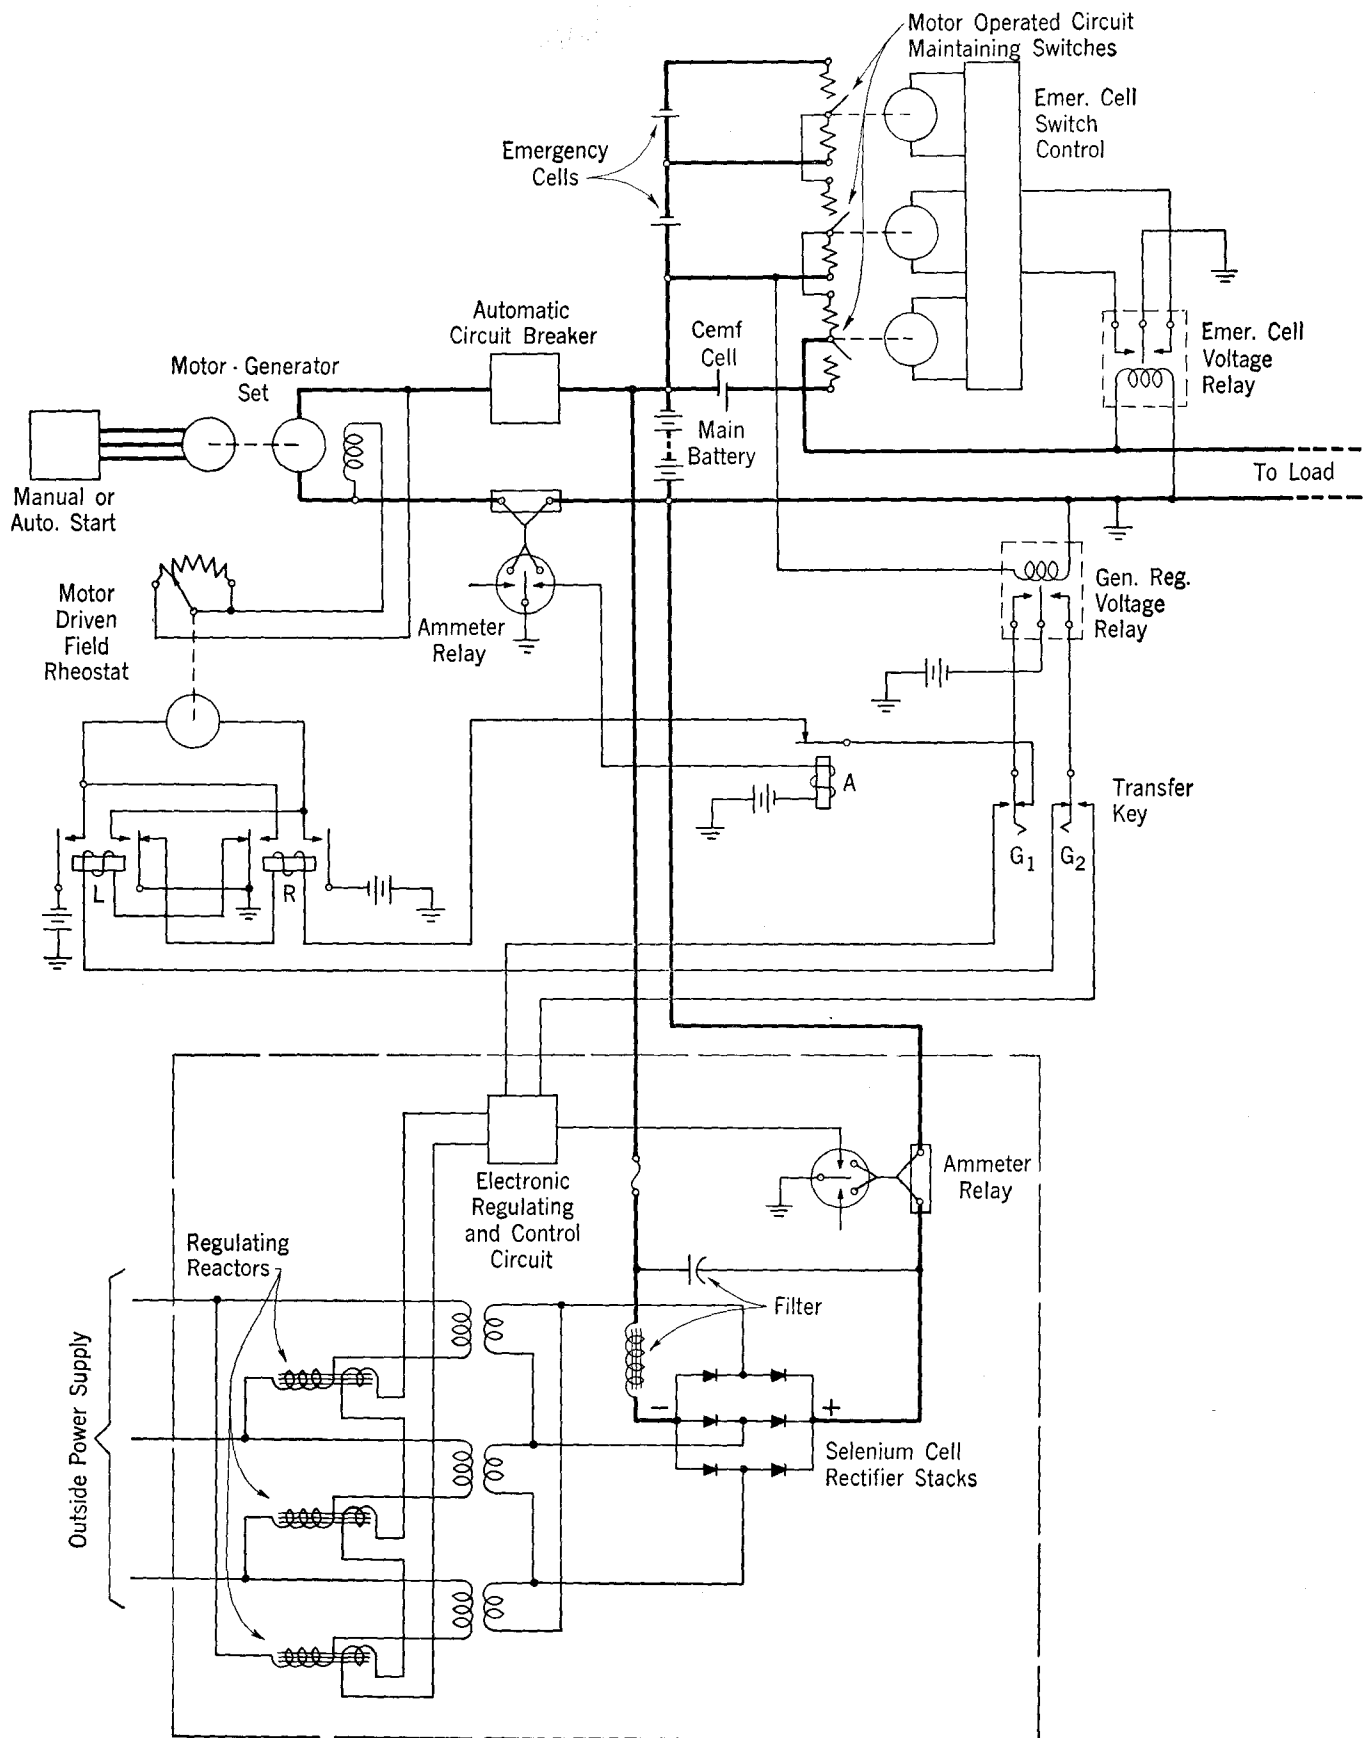 Motor Operated Circuit
Maintaining Switches
Emer. Cell
Switch
Control
Emergency
Cells
Automatic
Circuit Breaker
Cemf
Cell
Emer. Cell
Voltage
Relay
Motor - Generator
Set
Main
Battery
To Load
Manual or
Auto. Start
Motor
Driven
Field
Rheostat
Ammeter
Relay
Gen. Reg.
Voltage
Relay
A
Transfer
Key
G1
G2
L
R
Electronic
Regulating
and Control
Circuit
Ammeter
Relay
Regulating
Reactors
Filter
Outside Power Supply
−
+
Selenium Cell
Rectifier Stacks